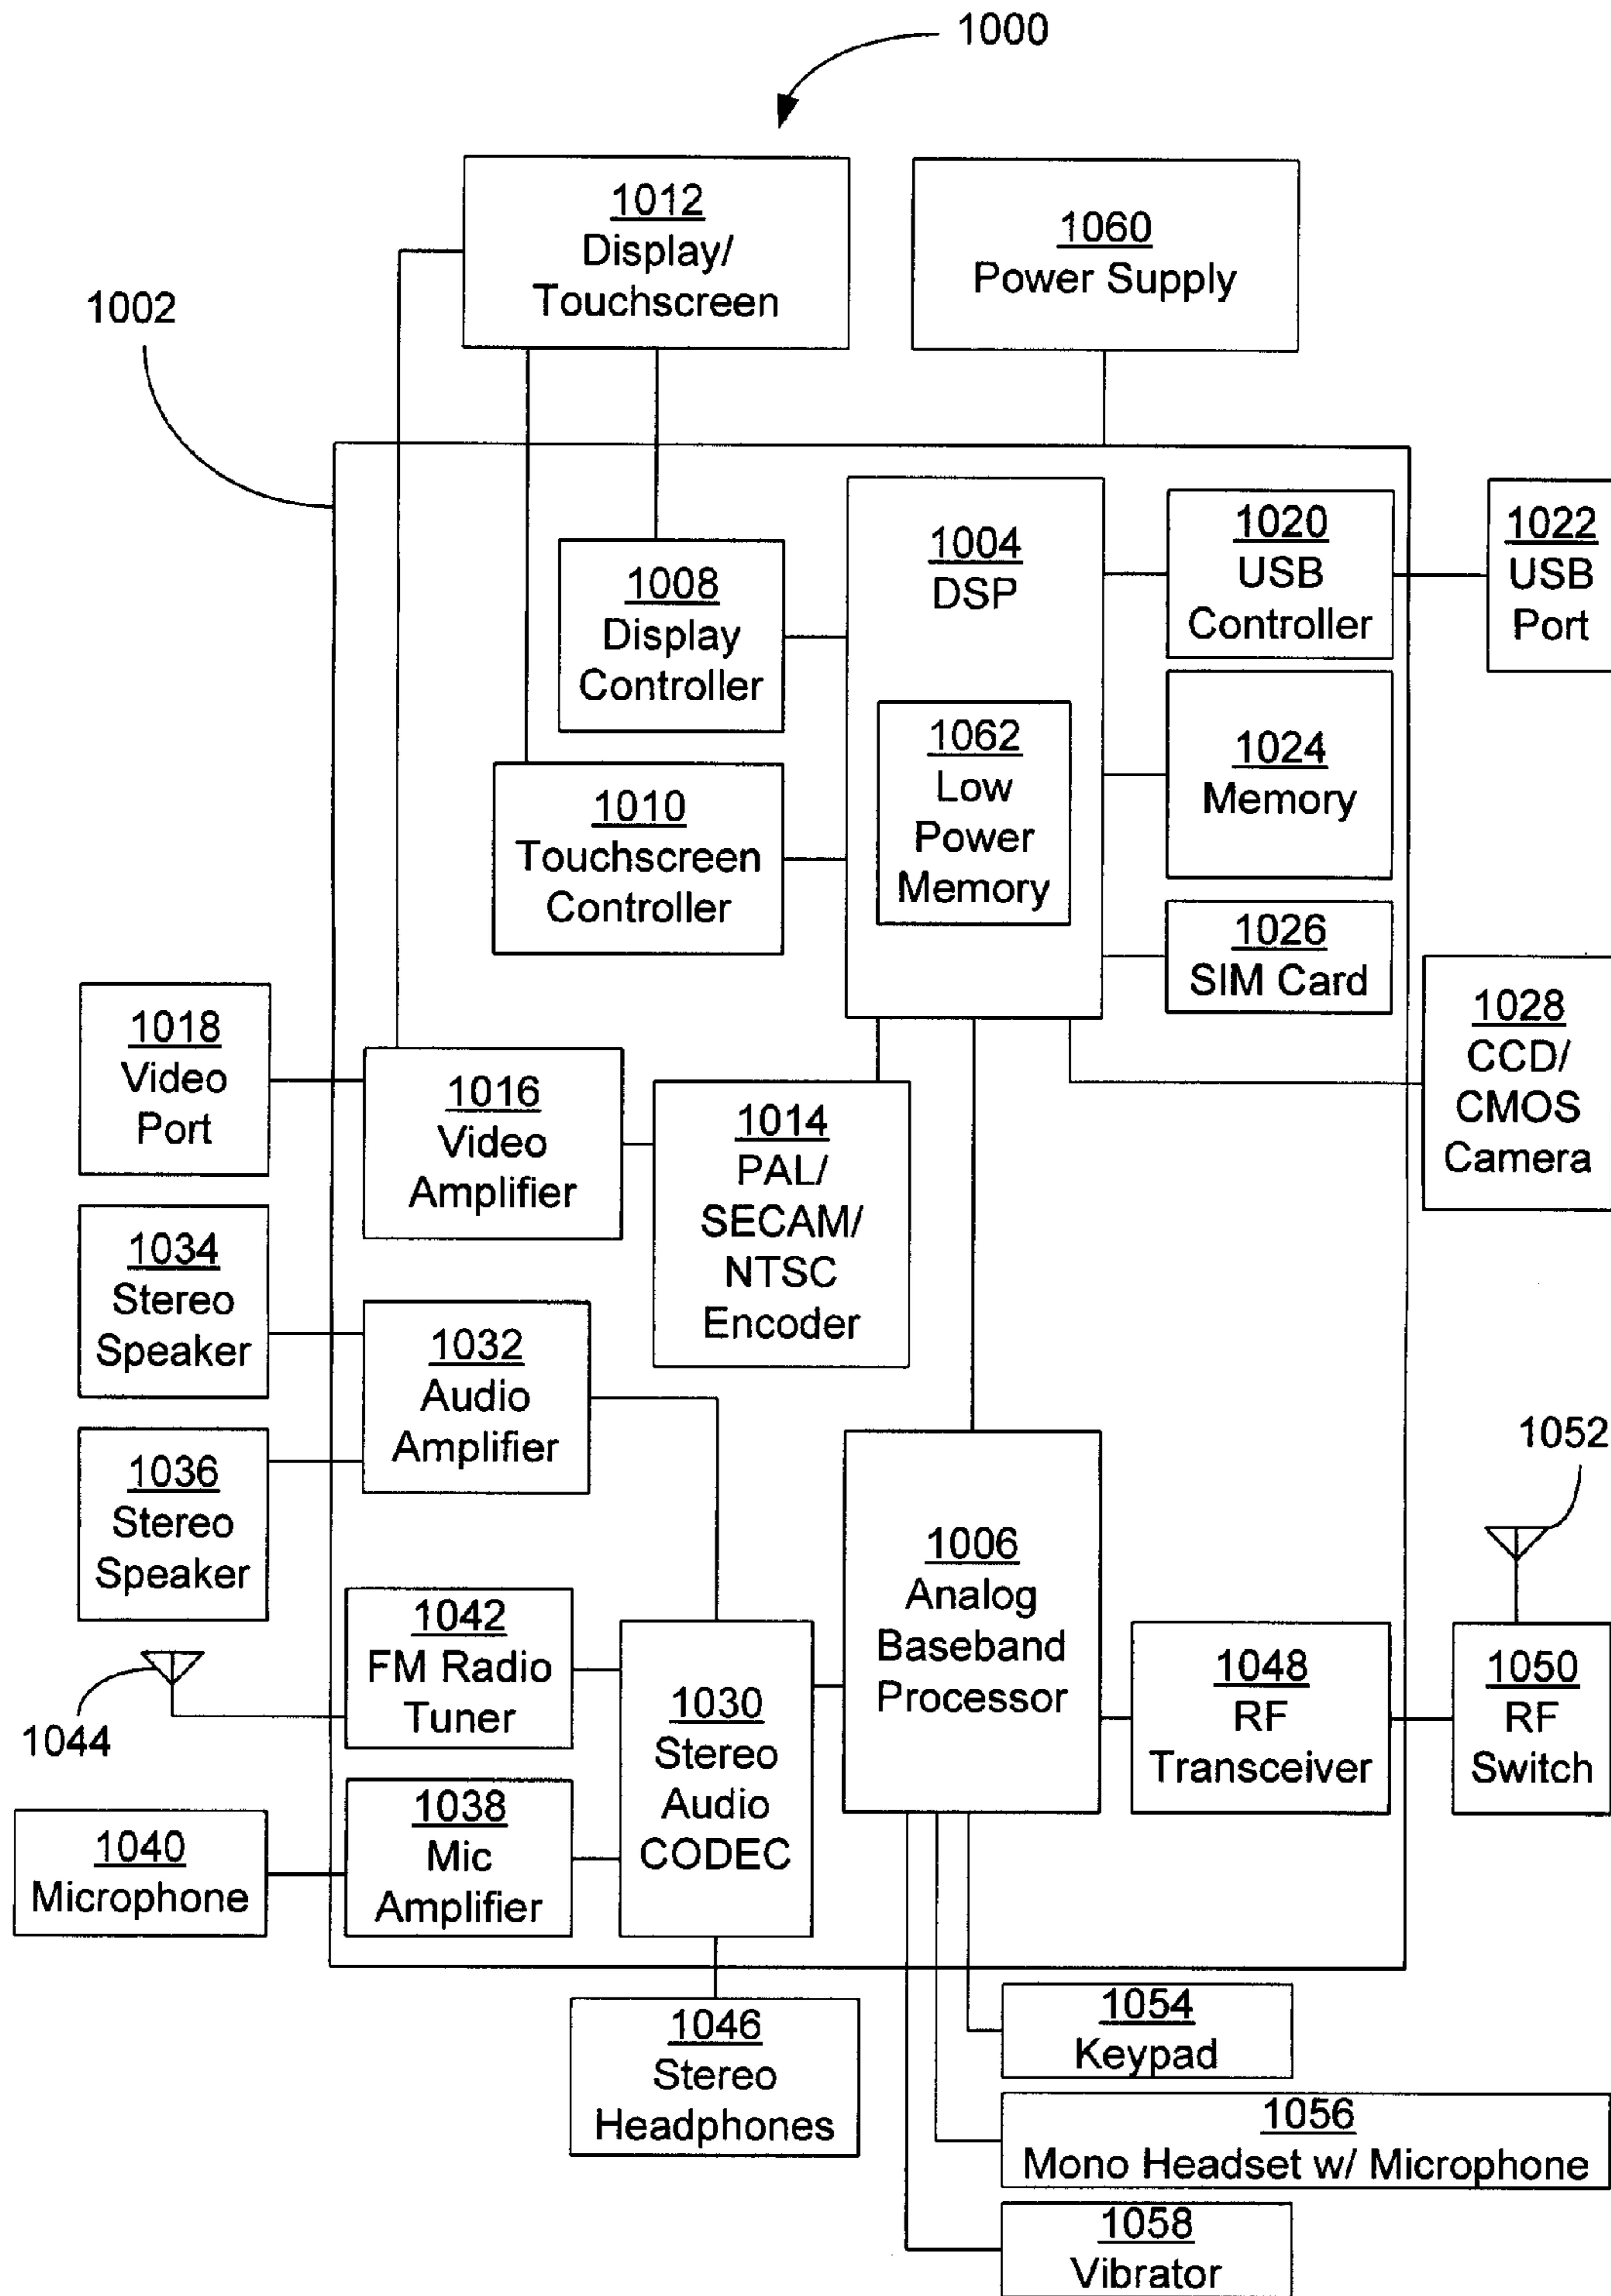 1000
1012
Display/
Touchscreen
1060
Power Supply
1002
1004
DSP
1020
USB
Controller
1022
USB
Port
1008
Display
Controller
1062
Low
Power
Memory
1024
Memory
1010
Touchscreen
Controller
1026
SIM Card
1028
CCD/
CMOS
Camera
1018
Video
Port
1016
Video
Amplifier
1014
PAL/
SECAM/
NTSC
Encoder
1034
Stereo
Speaker
1032
Audio
Amplifier
1036
Stereo
Speaker
1052
1006
Analog
Baseband
Processor
1042
FM Radio
Tuner
1044
1030
Stereo
Audio
CODEC
1048
RF
Transceiver
1050
RF
Switch
1040
Microphone
1038
Mic
Amplifier
1046
Stereo
Headphones
1054
Keypad
1056
Mono Headset w/ Microphone
1058
Vibrator